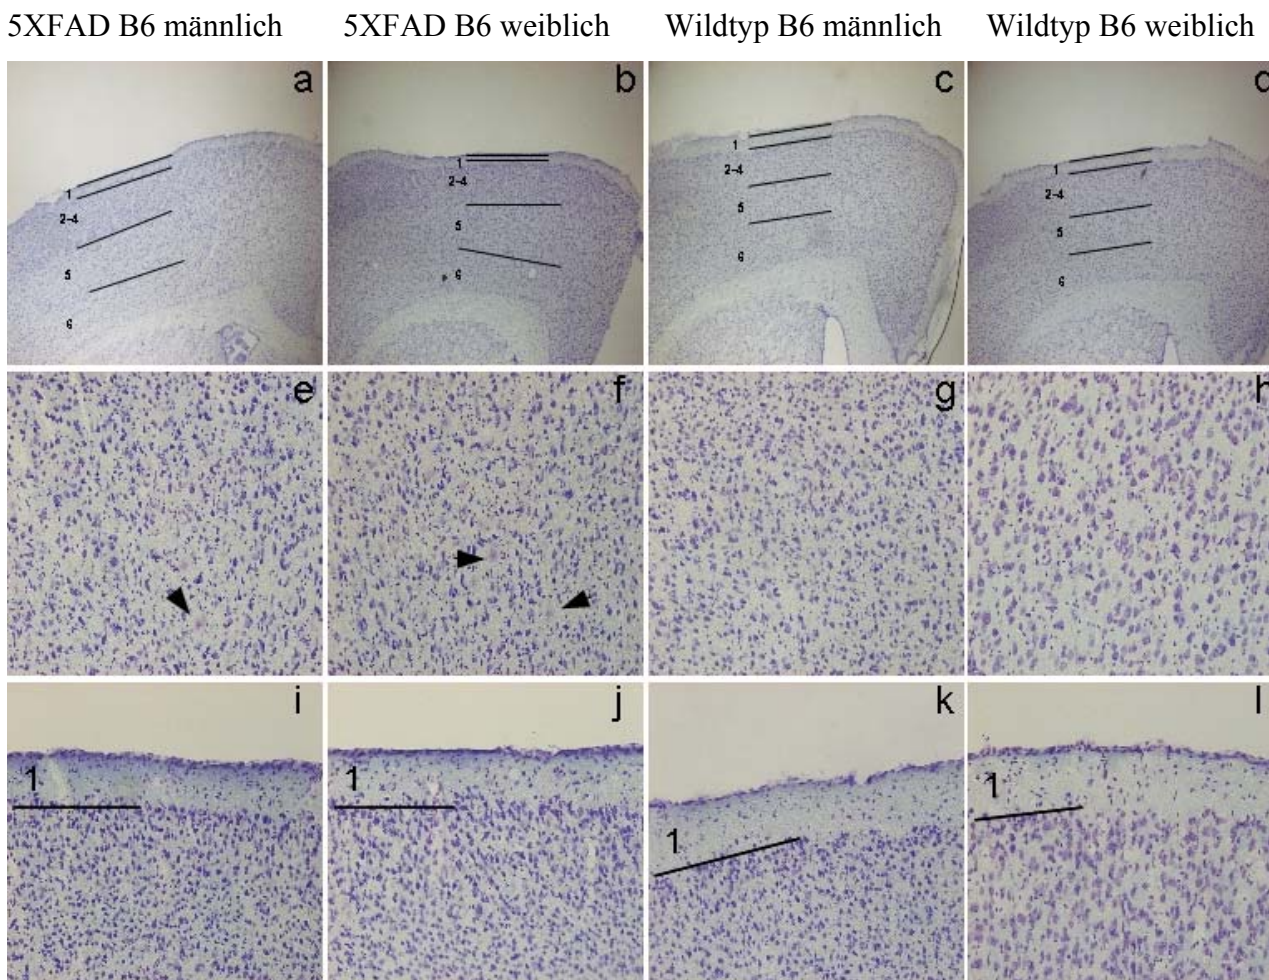 5XFAD B6 männlich 5XFAD B6 weiblich Wildtyp B6 männlich Wildtyp B6 weiblich
a b c d
1 1 1 1
2-4 2-4 2-4 2-4
5 5 5 5
6 6 6 6
e f g h
i j k l
1 1 1 1